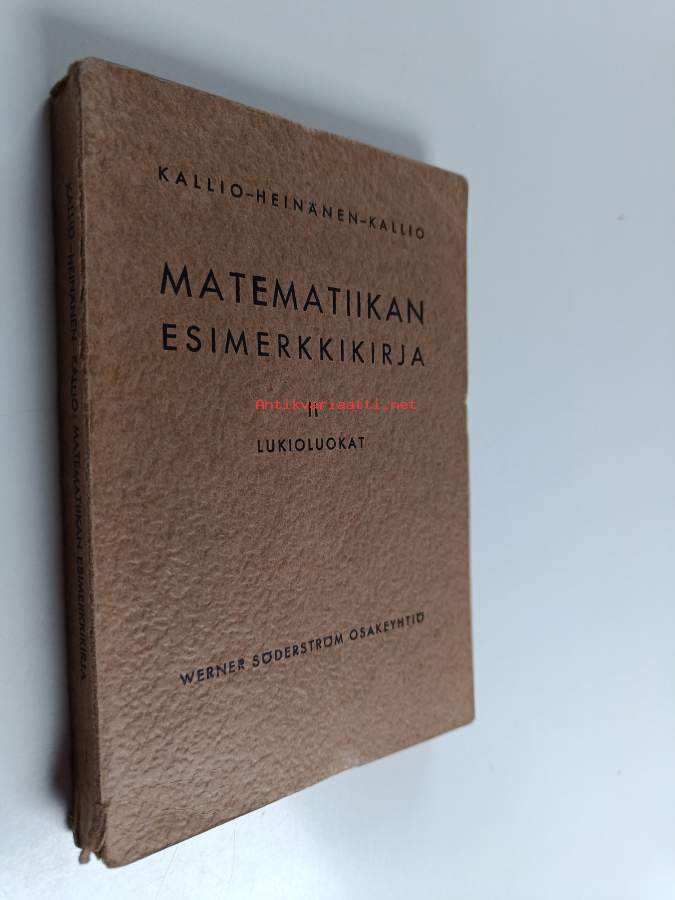 KALLIO–HEINÄNEN–KALLIO
MATEMATIIKAN
ESIMERKKIKIRJA
II
Antikvariaatti.net
LUKIOLUOKAT
WERNER SÖDERSTRÖM OSAKEYHTIÖ
KALLIO–HEINÄNEN–KALLIO MATEMATIIKAN ESIMERKKIKIRJA